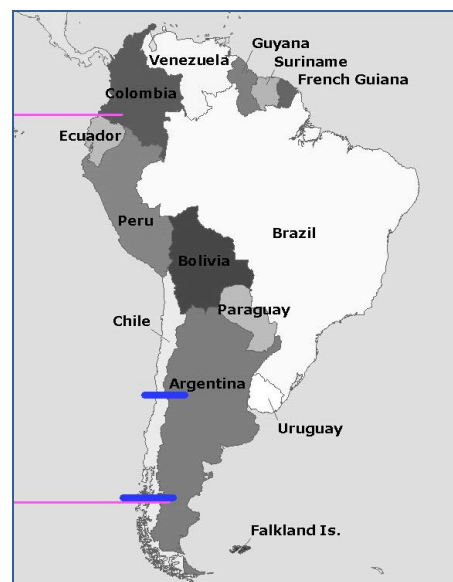 Guyana
Venezuela
Suriname
French Guiana
Colombia
Ecuador
Peru
Brazil
Bolivia
Paraguay
Chile
Argentina
Uruguay
Falkland Is.